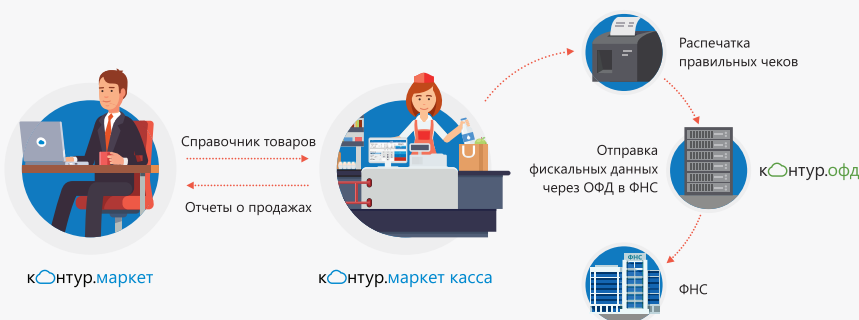 Справочник товаров
Отчеты о продажах
контур.маркет
контур.маркет касса
Распечатка
правильных чеков
Отправка
фискальных данных
через ОФД в ФНС
контур.офд
ФНС
ФНС